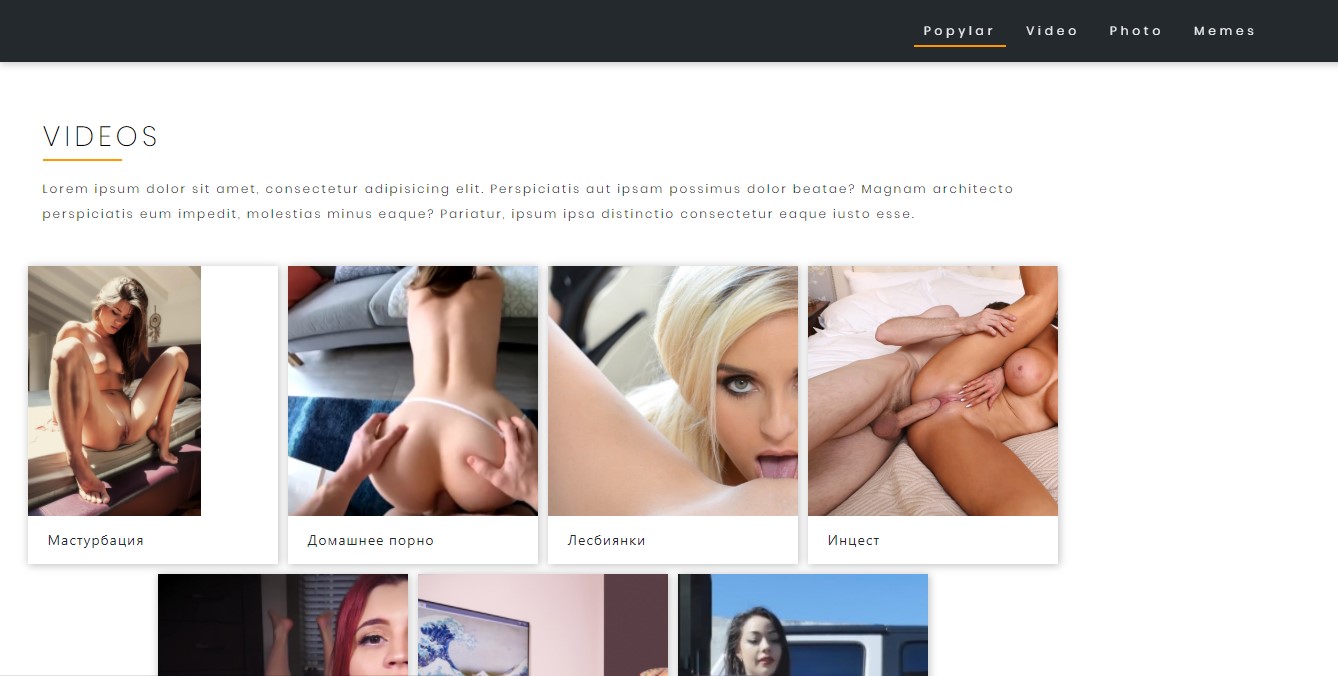 Popylar Video Photo Memes
VIDEOS
Lorem ipsum dolor sit amet, consectetur adipisicing elit. Perspiciatis aut ipsam possimus dolor beatae? Magnam architecto
perspiciatis eum impedit, molestias minus eaque? Pariatur, ipsum ipsa distinctio consectetur eaque iusto esse.
Мастурбация
Домашнее порно
Лесбиянки
Инцест